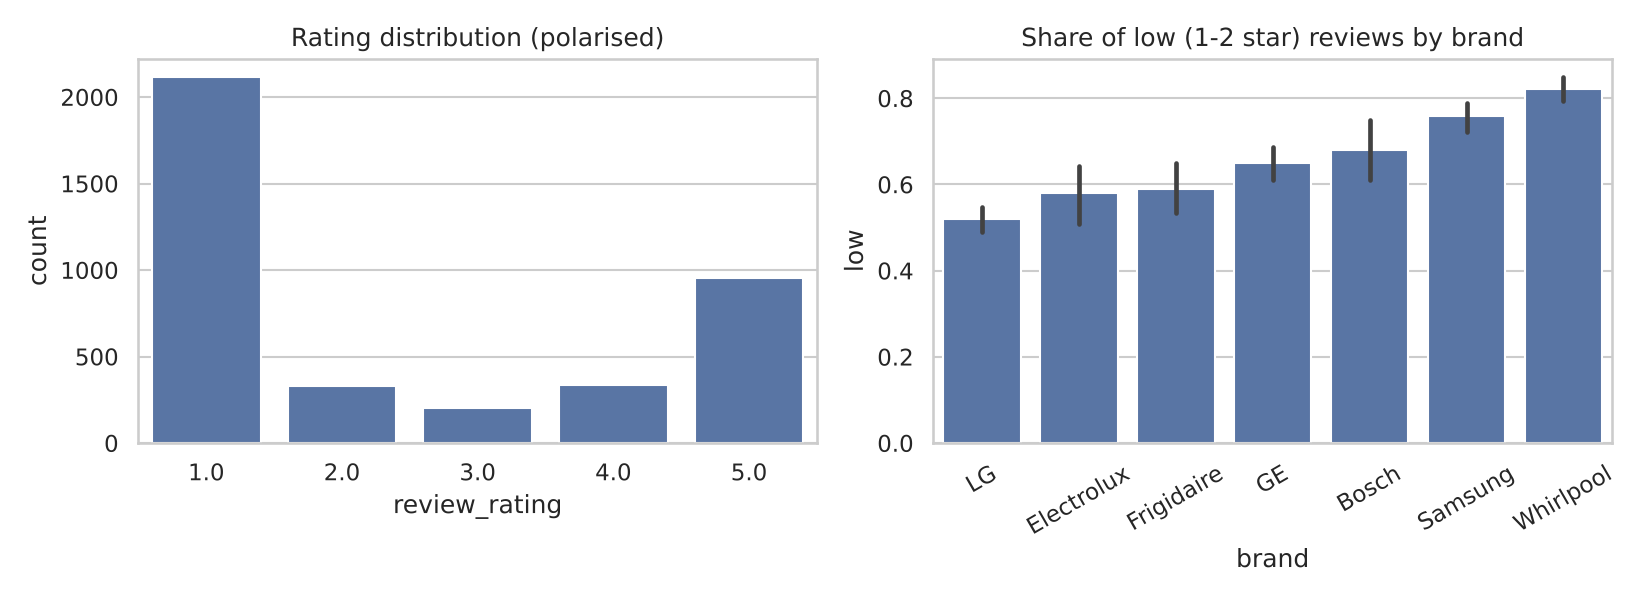 Rating distribution (polarised)
count
2000
1500
1000
500
0
1.0 2.0 3.0 4.0 5.0
review_rating
Share of low (1-2 star) reviews by brand
low
0.8
0.6
0.4
0.2
0.0
LG Electrolux Frigidaire GE Bosch Samsung Whirlpool
brand